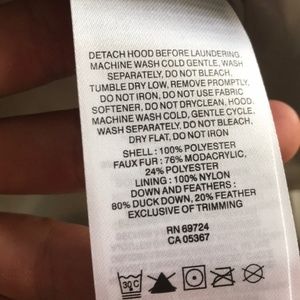 DETACH HOOD BEFORE LAUNDERING.
MACHINE WASH COLD GENTLE, WASH
SEPARATELY, DO NOT BLEACH,
TUMBLE DRY LOW, REMOVE PROMPTLY,
DO NOT IRON, DO NOT USE FABRIC
SOFTENER, DO NOT DRYCLEAN, HOOD,
MACHINE WASH COLD, GENTLE CYCLE,
WASH SEPARATELY. DO NOT BLEACH,
DRY FLAT, DO NOT IRON
SHELL : 100% POLYESTER
FAUX FUR : 76% MODACRYLIC,
24% POLYESTER
LINING : 100% NYLON
DOWN AND FEATHERS :
80% DUCK DOWN, 20% FEATHER
EXCLUSIVE OF TRIMMING
RN 69724
CA 05367
30°C